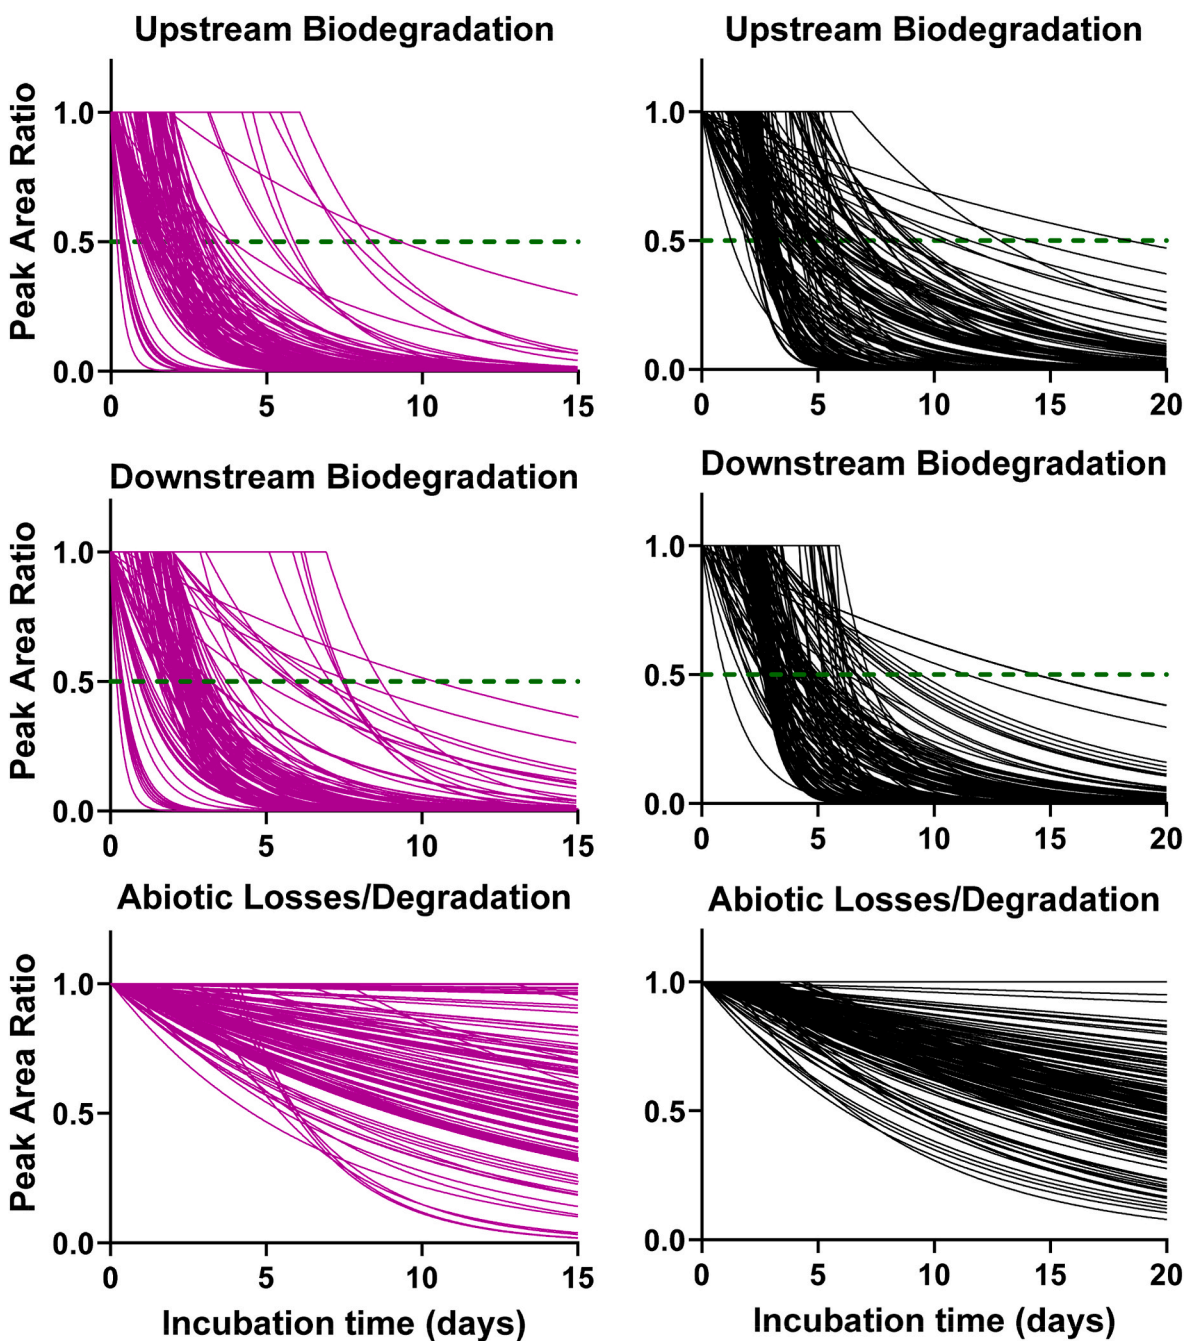 Upstream Biodegradation
Upstream Biodegradation
Peak Area Ratio
1.0
0.5
0.0
0 5 10 15
1.0
0.5
0.0
0 5 10 15 20
Downstream Biodegradation
Downstream Biodegradation
Peak Area Ratio
1.0
0.5
0.0
0 5 10 15
1.0
0.5
0.0
0 5 10 15 20
Abiotic Losses/Degradation
Abiotic Losses/Degradation
Peak Area Ratio
1.0
0.5
0.0
0 5 10 15
Incubation time (days)
1.0
0.5
0.0
0 5 10 15 20
Incubation time (days)